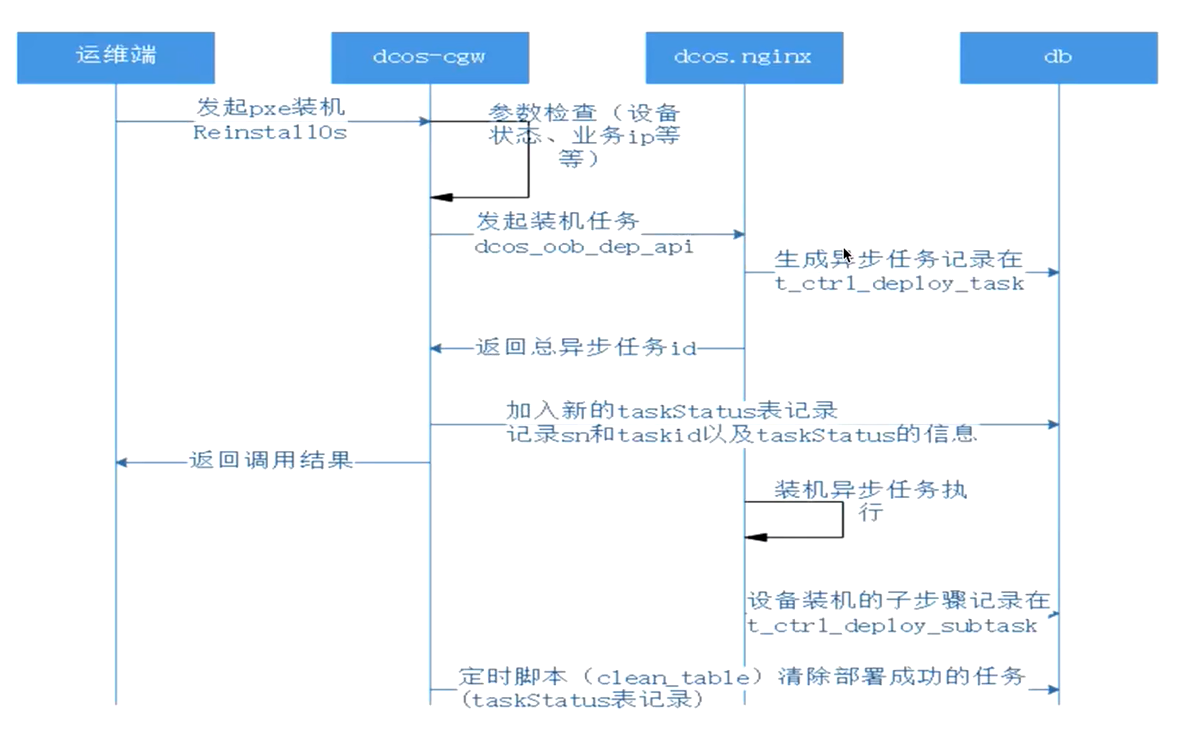 运维端
dcos-cgw
dcos.nginx
db
发起pxe装机
ReinstallOs
参数检查（设备
状态、业务ip等
等）
发起装机任务
dcos_oob_dep_api
生成异步任务记录在
t_ctrl_deploy_task
返回总异步任务id
加入新的taskStatus表记录
记录sn和taskid以及taskStatus的信息
返回调用结果
装机异步任务执
行
设备装机的子步骤记录在
t_ctrl_deploy_subtask
定时脚本（clean_table）清除部署成功的任务
(taskStatus表记录)